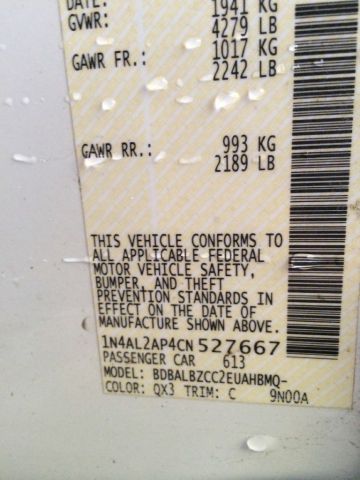 DATE: 1941 KG
GVWR: 4279 LB
GAWR FR.: 1017 KG
2242 LB
GAWR RR.: 993 KG
2189 LB
THIS VEHICLE CONFORMS TO
ALL APPLICABLE FEDERAL
MOTOR VEHICLE SAFETY,
BUMPER, AND THEFT
PREVENTION STANDARDS IN
EFFECT ON THE DATE OF
MANUFACTURE SHOWN ABOVE.
1N4AL2AP4CN 527667
PASSENGER CAR 613
MODEL: BDBALBZCC2EUAHBMQ-
COLOR: QX3 TRIM: C 9N00A